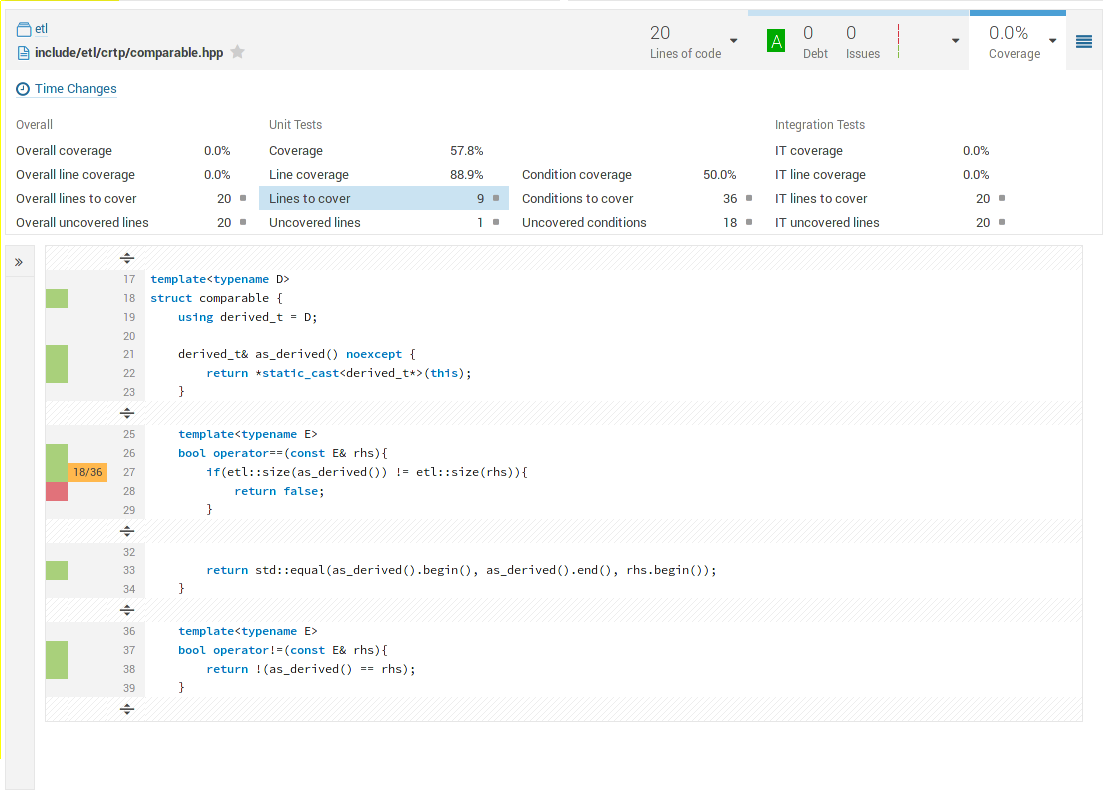 etl
include/etl/crtp/comparable.hpp
20
Lines of code
A
0
Debt
0
Issues
0.0%
Coverage
Time Changes
Overall
Overall coverage 0.0%
Overall line coverage 0.0%
Overall lines to cover 20
Overall uncovered lines 20
Unit Tests
Coverage 57.8%
Line coverage 88.9%
Lines to cover 9
Uncovered lines 1
Condition coverage 50.0%
Conditions to cover 36
Uncovered conditions 18
Integration Tests
IT coverage 0.0%
IT line coverage 0.0%
IT lines to cover 20
IT uncovered lines 20
»
17 template<typename D>
18 struct comparable {
19     using derived_t = D;
20
21     derived_t& as_derived() noexcept {
22         return *static_cast<derived_t*>(this);
23     }
25     template<typename E>
26     bool operator==(const E& rhs){
18/36 27         if(etl::size(as_derived()) != etl::size(rhs)){
28             return false;
29         }
32
33         return std::equal(as_derived().begin(), as_derived().end(), rhs.begin());
34     }
36     template<typename E>
37     bool operator!=(const E& rhs){
38         return !(as_derived() == rhs);
39     }